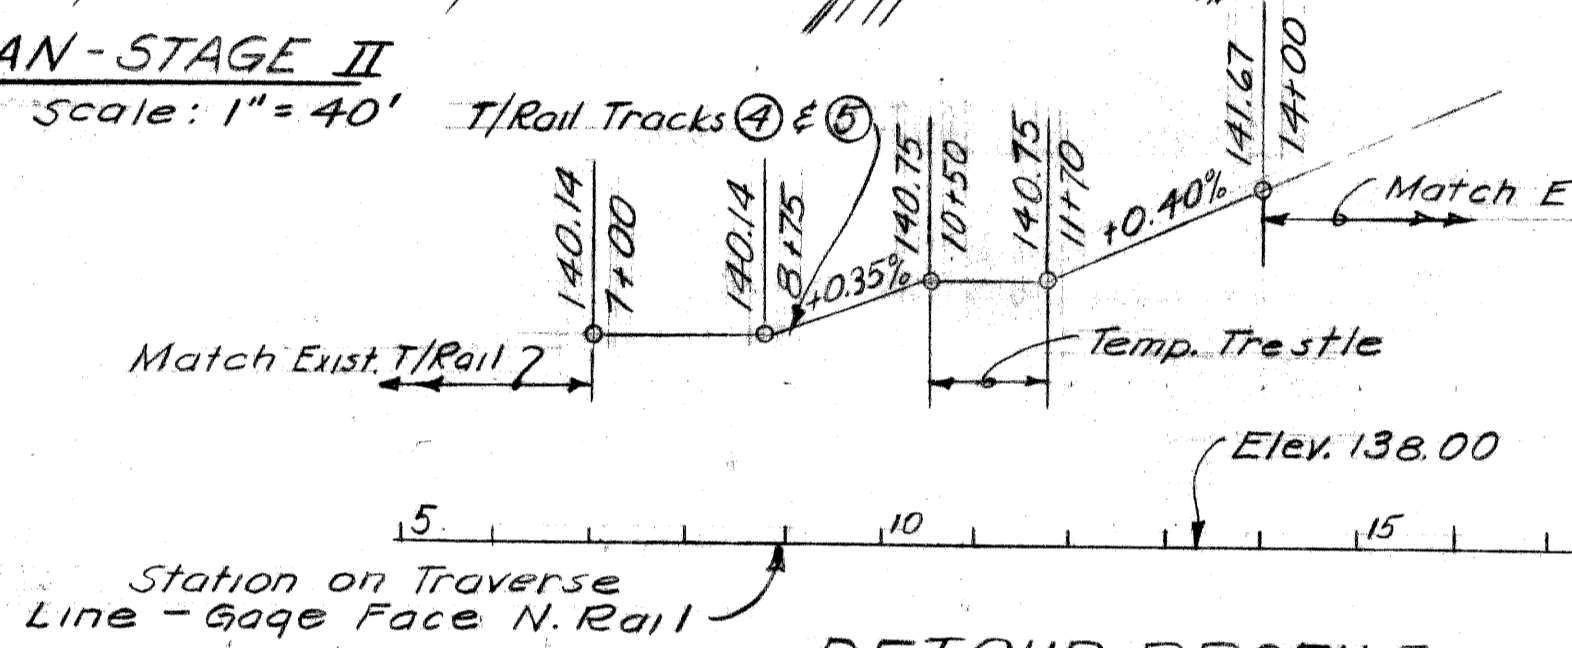 AN - STAGE II
Scale: 1" = 40'
T/Rail Tracks ④ & ⑤
140.14
7+00
140.14
8+75
+0.35%
140.75
10+50
140.75
11+70
+0.40%
141.67
14+00
Match E
Match Exist. T/Rail
Temp. Trestle
Elev. 138.00
5
10
15
Station on Traverse
Line - Gage Face N. Rail
DETOUR PROFILE